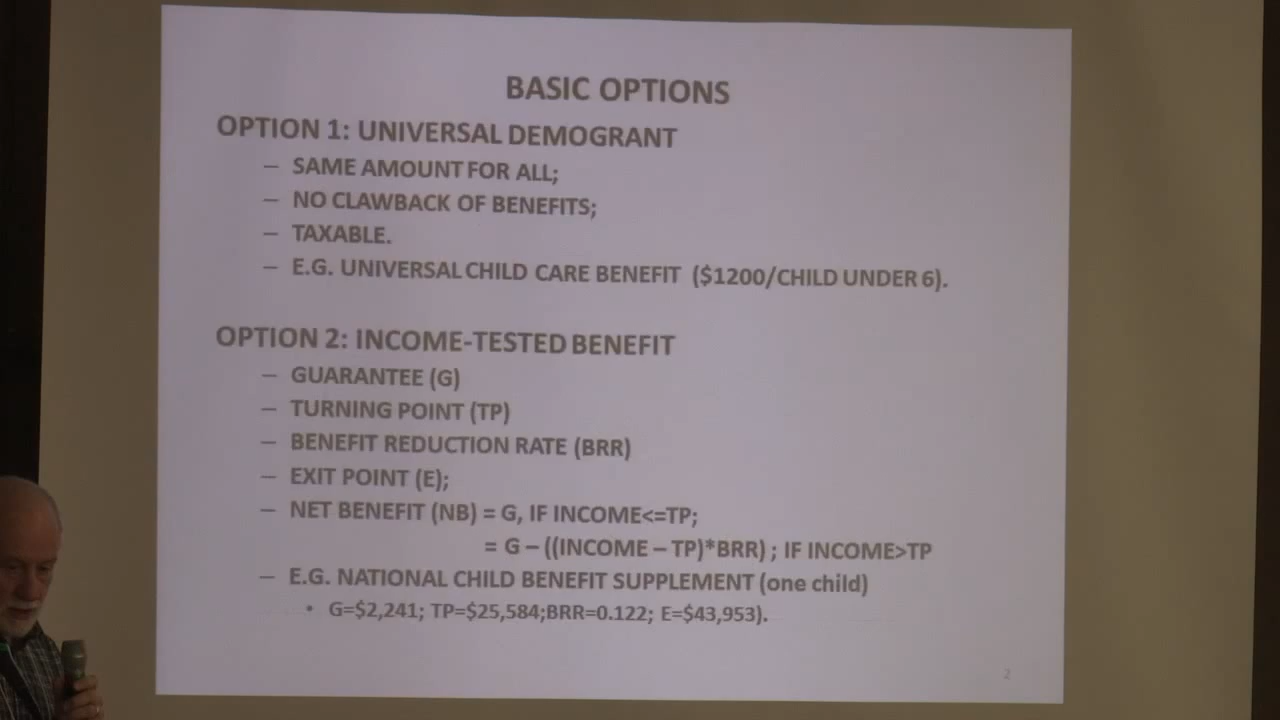 BASIC OPTIONS
OPTION 1: UNIVERSAL DEMOGRANT
– SAME AMOUNT FOR ALL;
– NO CLAWBACK OF BENEFITS;
– TAXABLE.
– E.G. UNIVERSAL CHILD CARE BENEFIT ($1200/CHILD UNDER 6).
OPTION 2: INCOME-TESTED BENEFIT
– GUARANTEE (G)
– TURNING POINT (TP)
– BENEFIT REDUCTION RATE (BRR)
– EXIT POINT (E);
– NET BENEFIT (NB) = G, IF INCOME<=TP;
= G – ((INCOME – TP)*BRR) ; IF INCOME>TP
– E.G. NATIONAL CHILD BENEFIT SUPPLEMENT (one child)
• G=$2,241; TP=$25,584;BRR=0.122; E=$43,953).
2